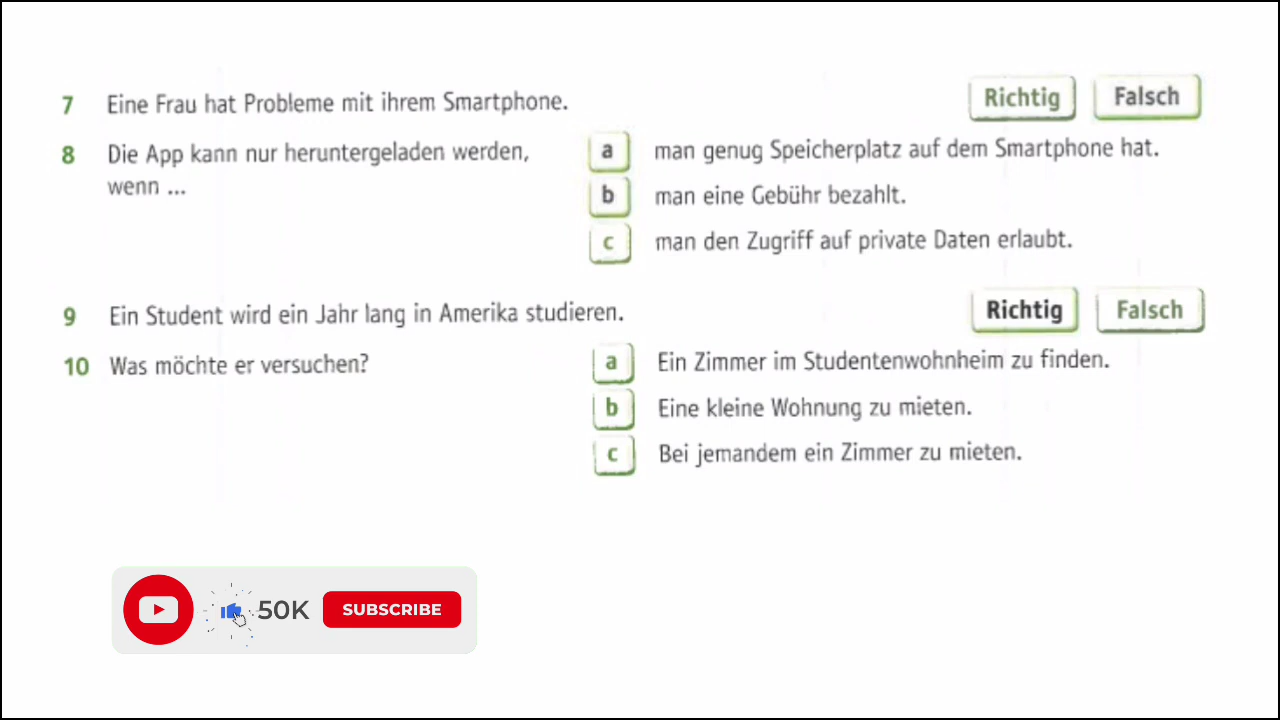 7 Eine Frau hat Probleme mit ihrem Smartphone. Richtig Falsch
8 Die App kann nur heruntergeladen werden, a man genug Speicherplatz auf dem Smartphone hat.
wenn ... b man eine Gebühr bezahlt.
c man den Zugriff auf private Daten erlaubt.
9 Ein Student wird ein Jahr lang in Amerika studieren. Richtig Falsch
10 Was möchte er versuchen? a Ein Zimmer im Studentenwohnheim zu finden.
b Eine kleine Wohnung zu mieten.
c Bei jemandem ein Zimmer zu mieten.
50K SUBSCRIBE